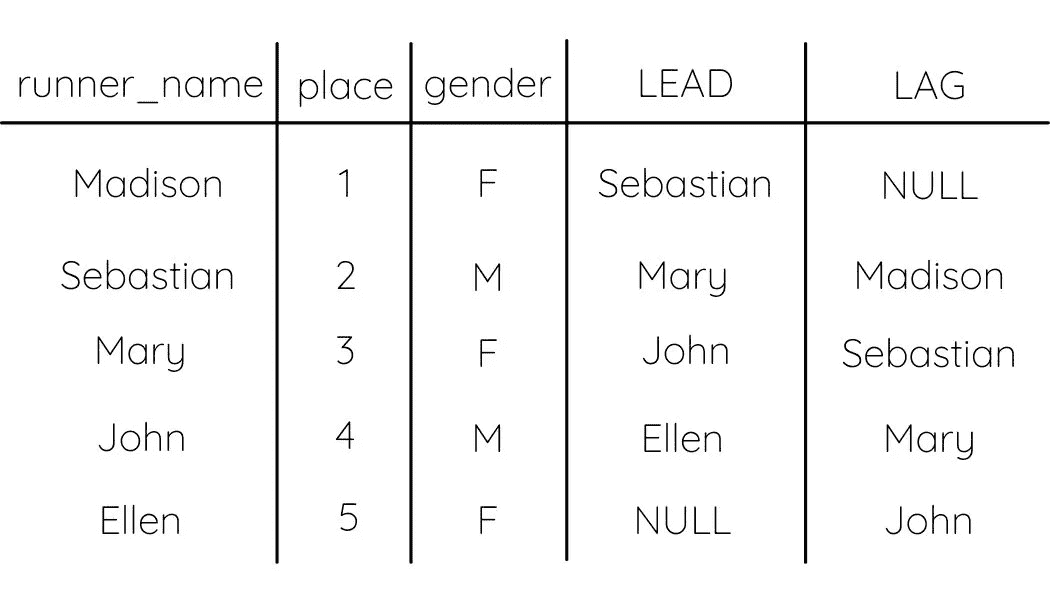 runner_name place gender LEAD LAG
Madison 1 F Sebastian NULL
Sebastian 2 M Mary Madison
Mary 3 F John Sebastian
John 4 M Ellen Mary
Ellen 5 F NULL John